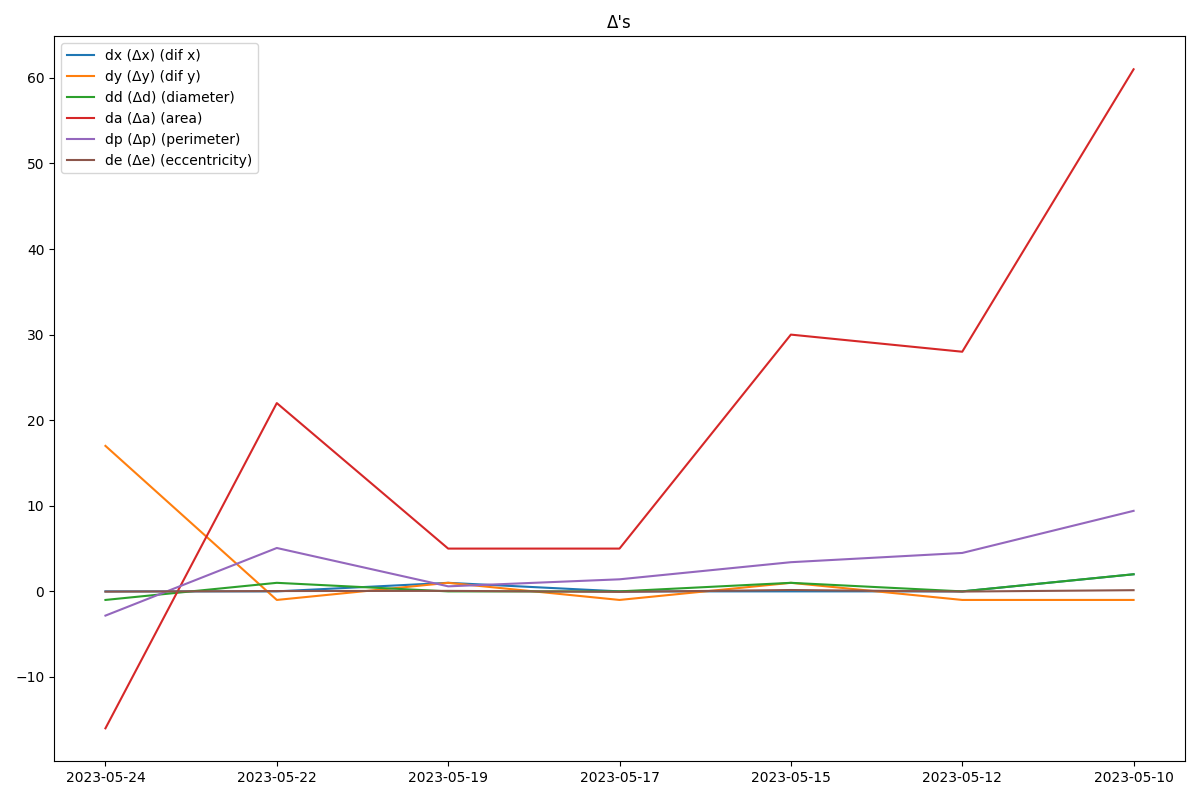 Δ's
dx (Δx) (dif x)
dy (Δy) (dif y)
dd (Δd) (diameter)
da (Δa) (area)
dp (Δp) (perimeter)
de (Δe) (eccentricity)
60
50
40
30
20
10
0
−10
2023-05-24 2023-05-22 2023-05-19 2023-05-17 2023-05-15 2023-05-12 2023-05-10